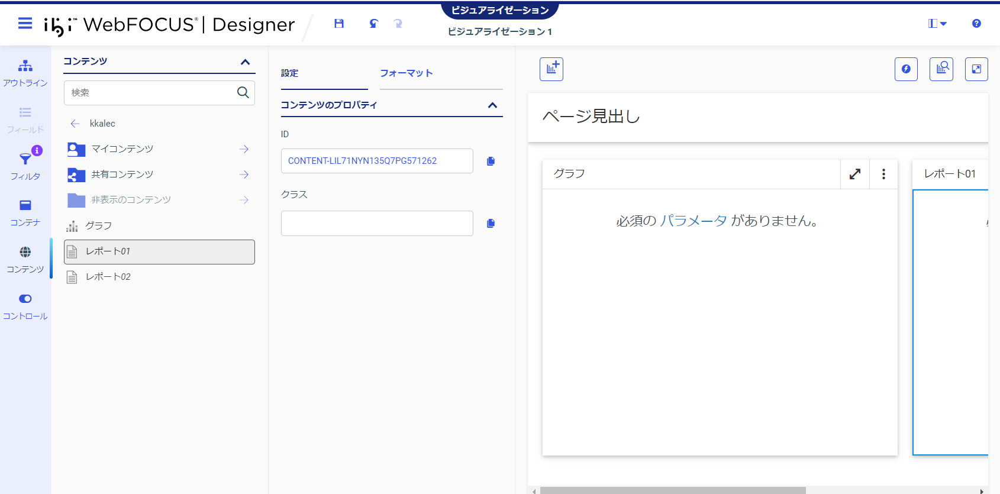 ビジュアライゼーション
ibi™ WebFOCUS® | Designer
ビジュアライゼーション 1
アウトライン
フィールド
フィルタ
コンテナ
コンテンツ
コントロール
コンテンツ
検索
kkalec
マイコンテンツ
共有コンテンツ
非表示のコンテンツ
グラフ
レポート01
レポート02
設定
フォーマット
コンテンツのプロパティ
ID
CONTENT-LIL71NYN135Q7PG571262
クラス
ページ見出し
グラフ
レポート01
必須の パラメータ がありません。